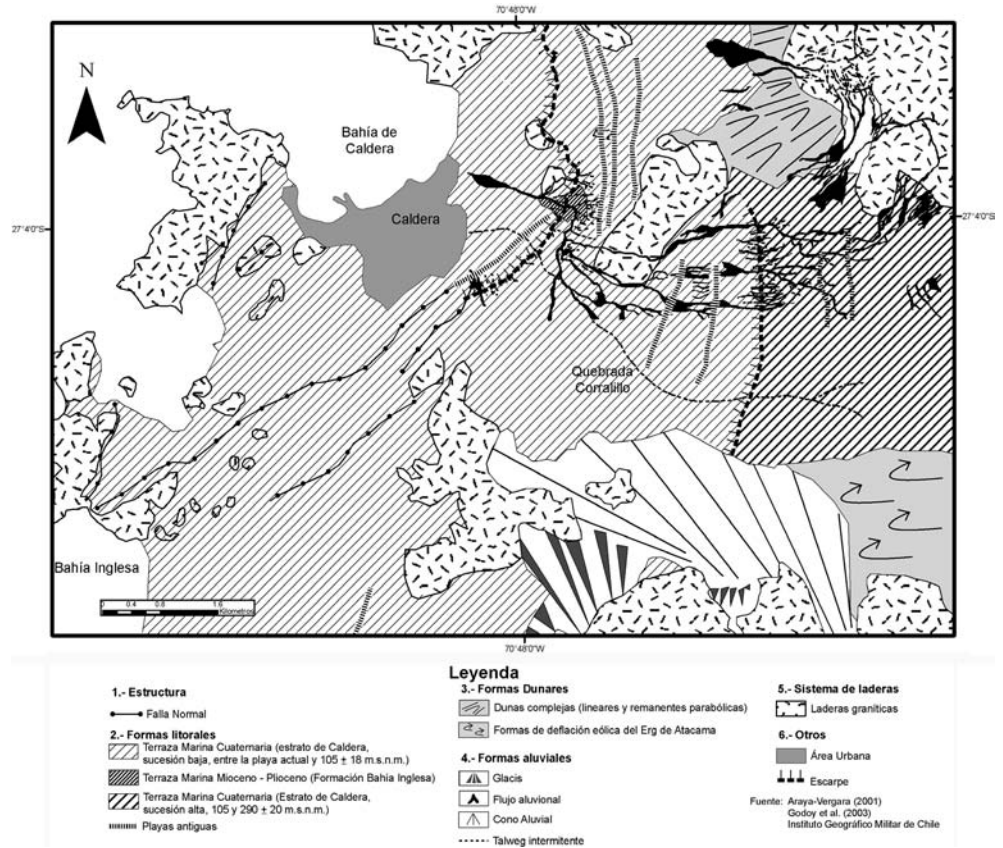 70°48'0"W
N
Bahía de
Caldera
Caldera
27°4'0"S
27°4'0"S
Quebrada
Corralillo
Bahía Inglesa
0 0.4 0.8 1.6
Kilometros
70°48'0"W
Leyenda
1.- Estructura
Falla Normal
2.- Formas litorales
Terraza Marina Cuaternaria (estrato de Caldera,
sucesión baja, entre la playa actual y 105 ± 18 m.s.n.m.)
Terraza Marina Mioceno - Plioceno (Formación Bahía Inglesa)
Terraza Marina Cuaternaria (Estrato de Caldera,
sucesión alta, 105 y 290 ± 20 m.s.n.m.)
Playas antiguas
3.- Formas Dunares
Dunas complejas (lineares y remanentes parabólicas)
Formas de deflación eólica del Erg de Atacama
4.- Formas aluviales
Glacis
Flujo aluvional
Cono Aluvial
Talweg intermitente
5.- Sistema de laderas
Laderas graníticas
6.- Otros
Área Urbana
Escarpe
Fuente: Araya-Vergara (2001)
Godoy et al. (2003)
Instituto Geográfico Militar de Chile